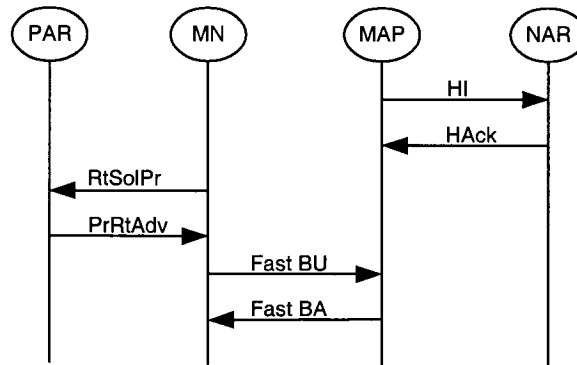 PAR MN MAP NAR
HI
HAck
RtSolPr
PrRtAdv
Fast BU
Fast BA